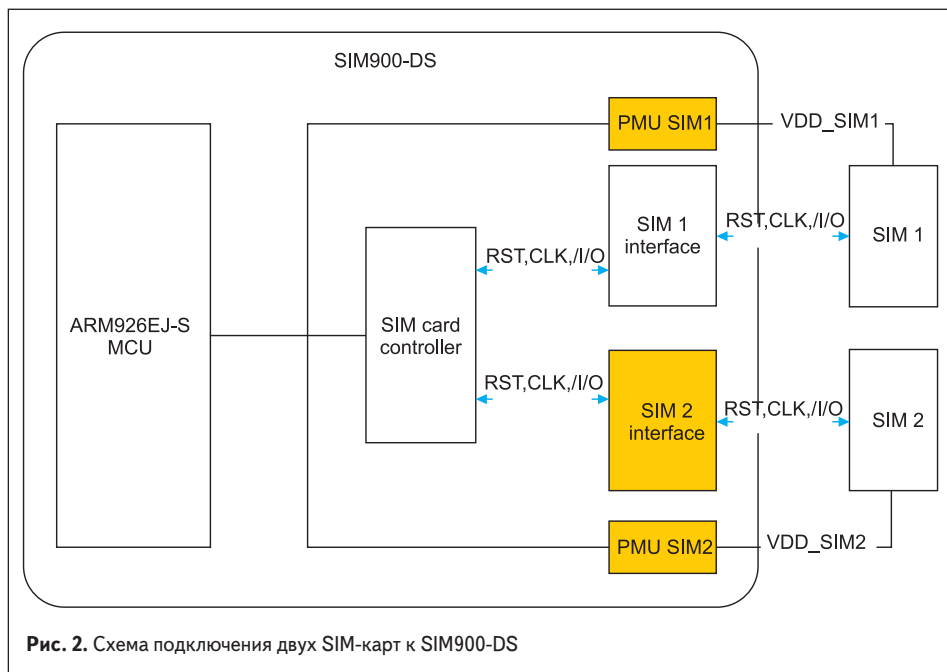 SIM900-DS
PMU SIM1
VDD_SIM1
ARM926EJ-S
MCU
SIM card
controller
RST,CLK,/I/O
SIM 1
interface
RST,CLK,/I/O
SIM 1
RST,CLK,/I/O
SIM 2
interface
RST,CLK,/I/O
SIM 2
PMU SIM2
VDD_SIM2
Рис. 2. Схема подключения двух SIM-карт к SIM900-DS